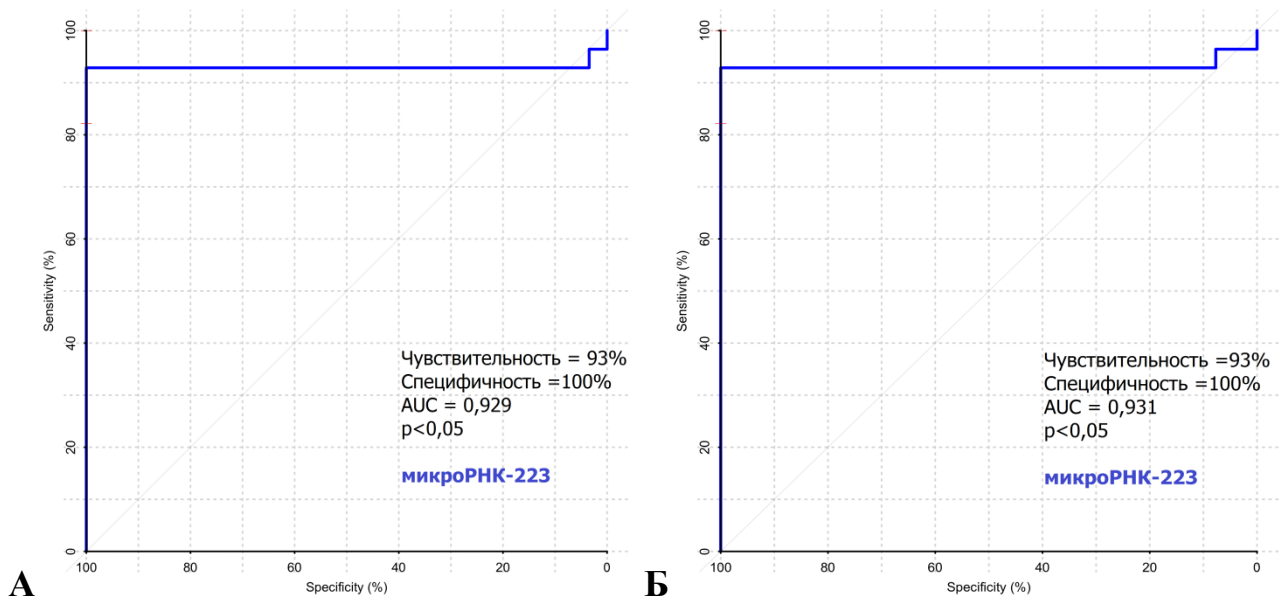 100
80
60
40
20
0
Sensitivity (%)
Чувствительность = 93%
Специфичность =100%
AUC = 0,929
p<0,05
микроРНК-223
100 80 60 40 20 0
Specificity (%)
А
100
80
60
40
20
0
Sensitivity (%)
Чувствительность =93%
Специфичность =100%
AUC = 0,931
p<0,05
микроРНК-223
100 80 60 40 20 0
Specificity (%)
Б